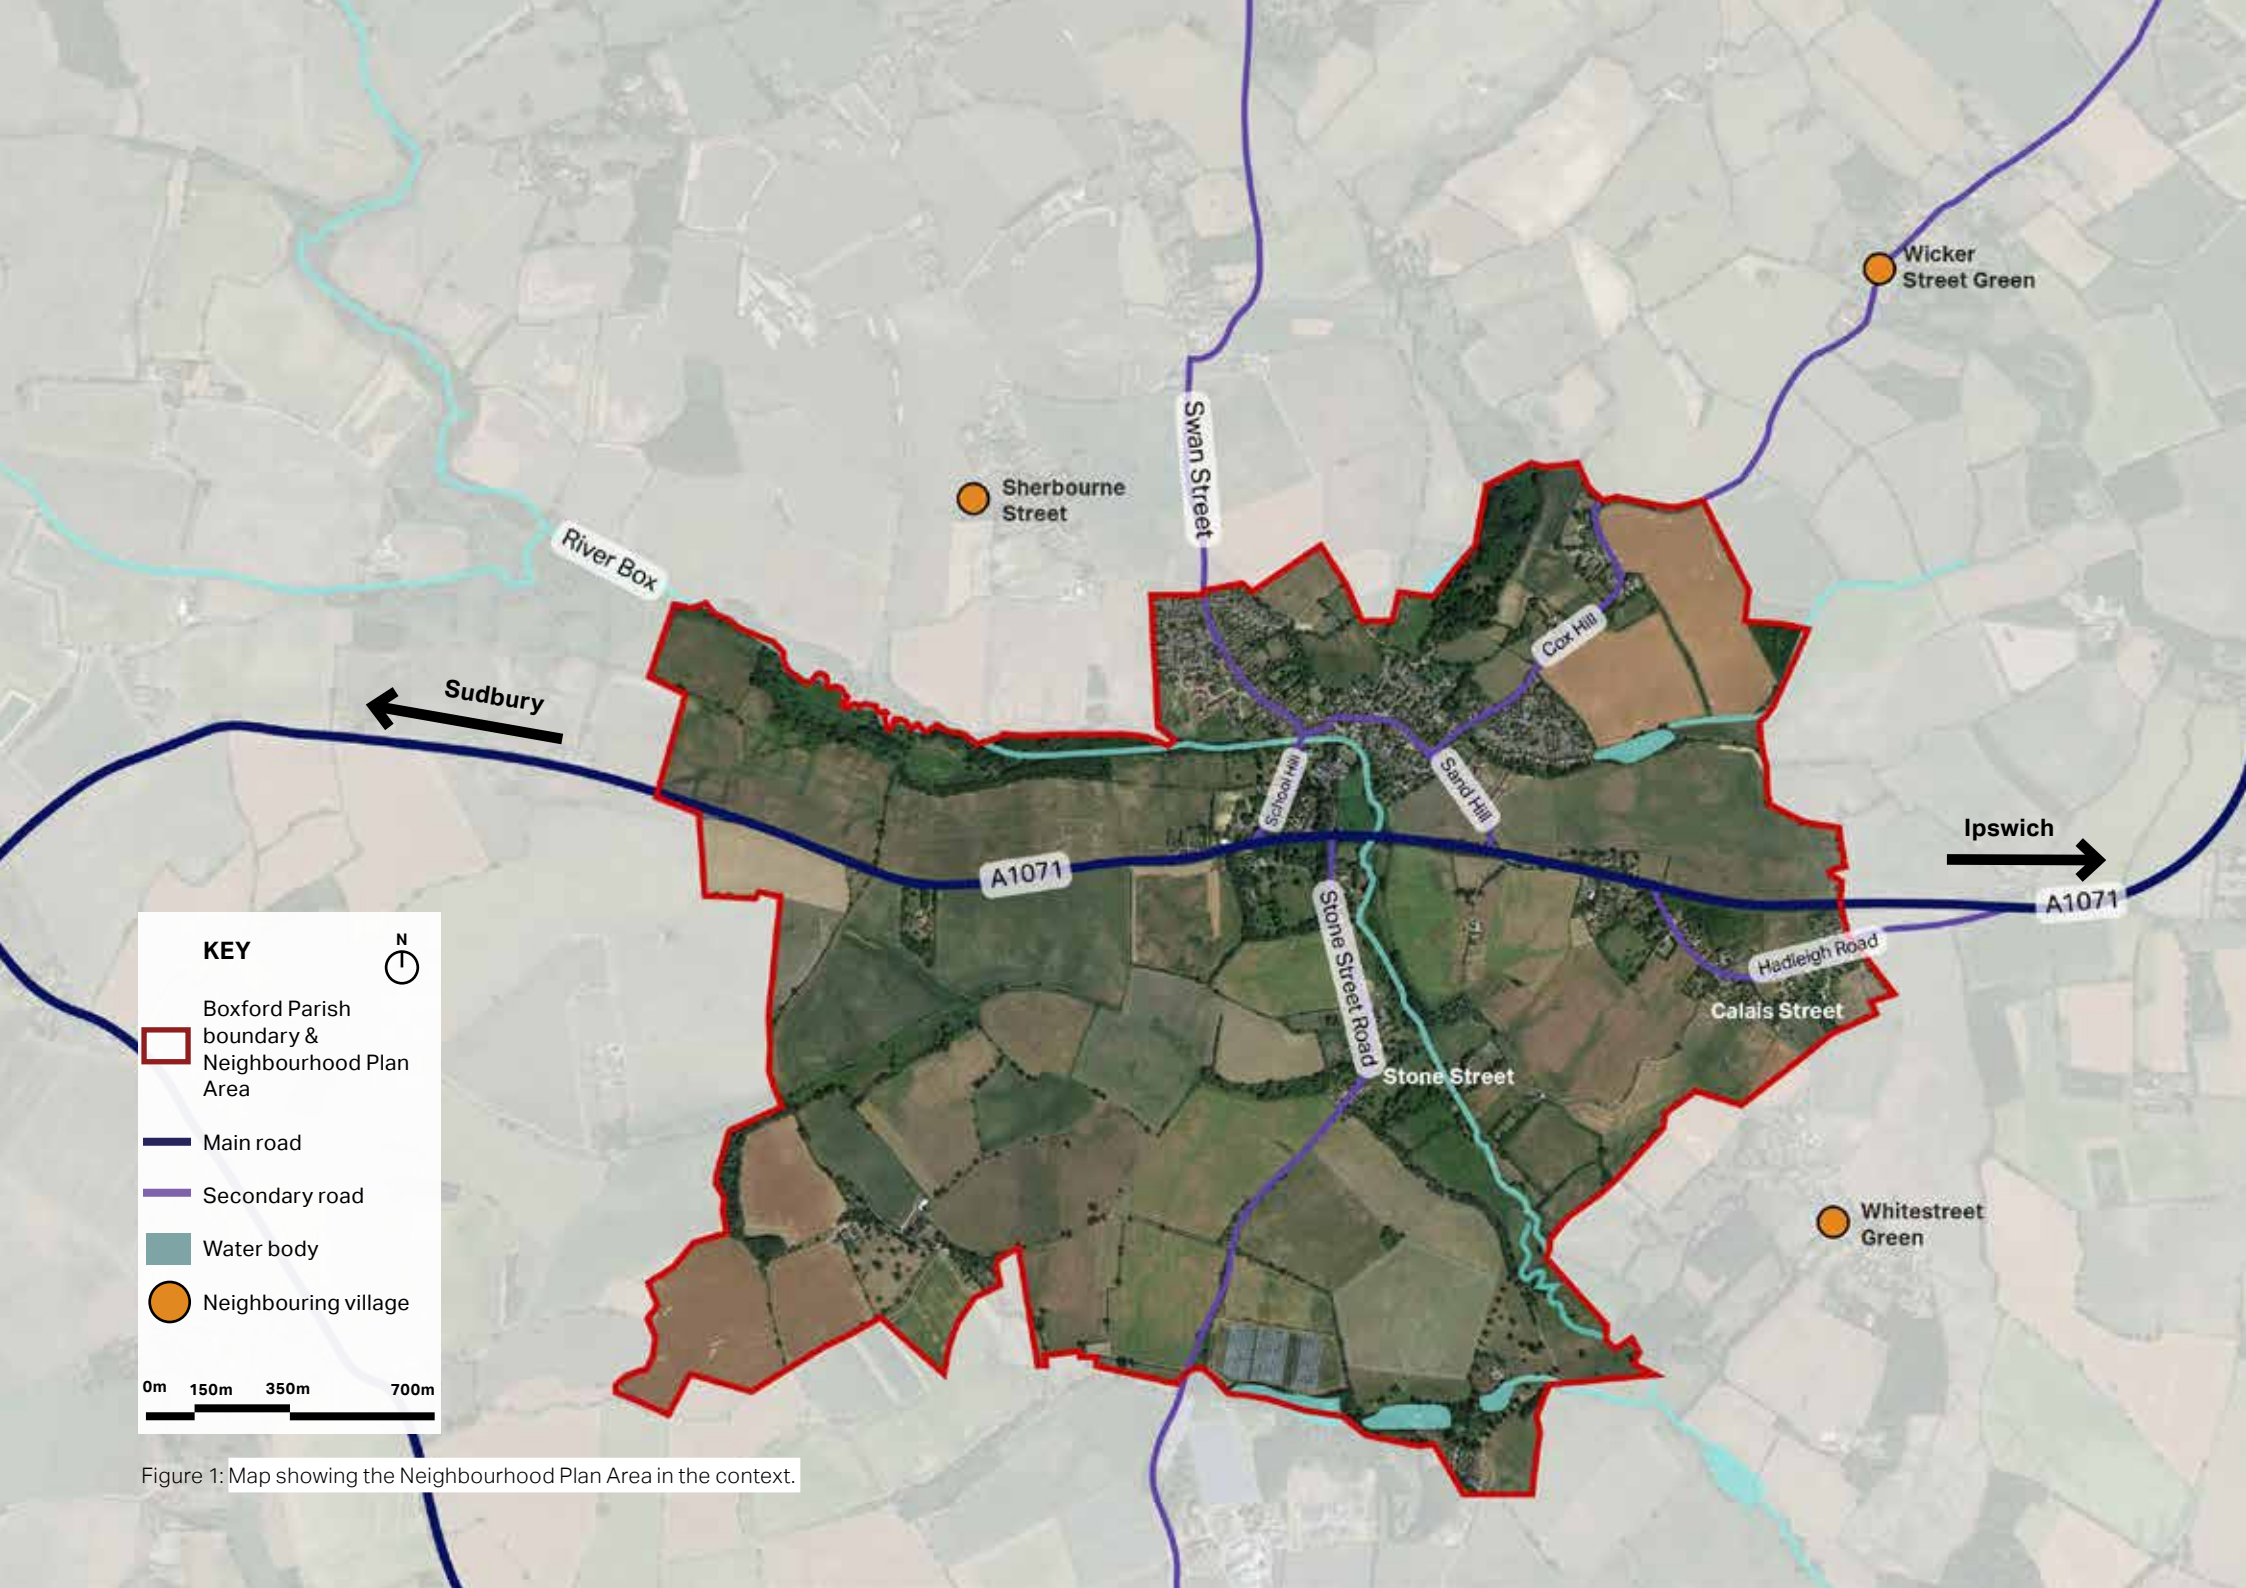 Wicker
Street Green
Swan Street
Sherbourne
Street
River Box
Cox Hill
Sudbury
School Hill
Sand Hill
Ipswich
A1071
A1071
Stone Street Road
Hadleigh Road
Calais Street
Stone Street
Whitestreet
Green
KEY
N
Boxford Parish
boundary &
Neighbourhood Plan
Area
Main road
Secondary road
Water body
Neighbouring village
0m 150m 350m 700m
Figure 1: Map showing the Neighbourhood Plan Area in the context.